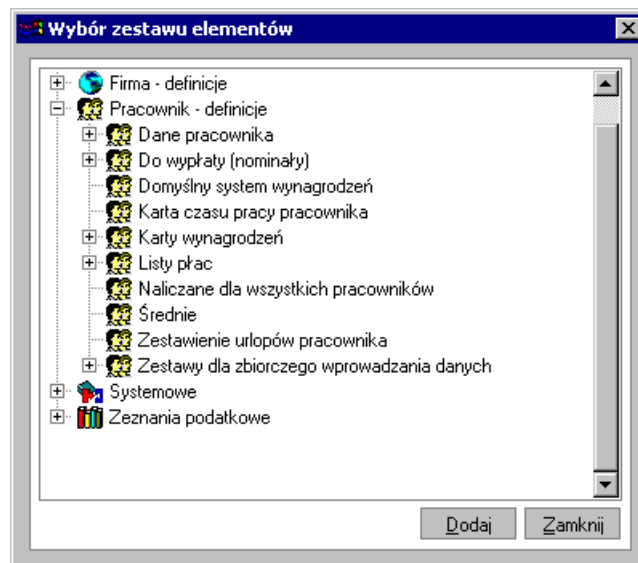 Wybór zestawu elementów
Firma - definicje
Pracownik - definicje
Dane pracownika
Do wypłaty (nominały)
Domyślny system wynagrodzeń
Karta czasu pracy pracownika
Karty wynagrodzeń
Listy płac
Naliczane dla wszystkich pracowników
Średnie
Zestawienie urlopów pracownika
Zestawy dla zbiorczego wprowadzania danych
Systemowe
Zeznania podatkowe
Dodaj Zamknij